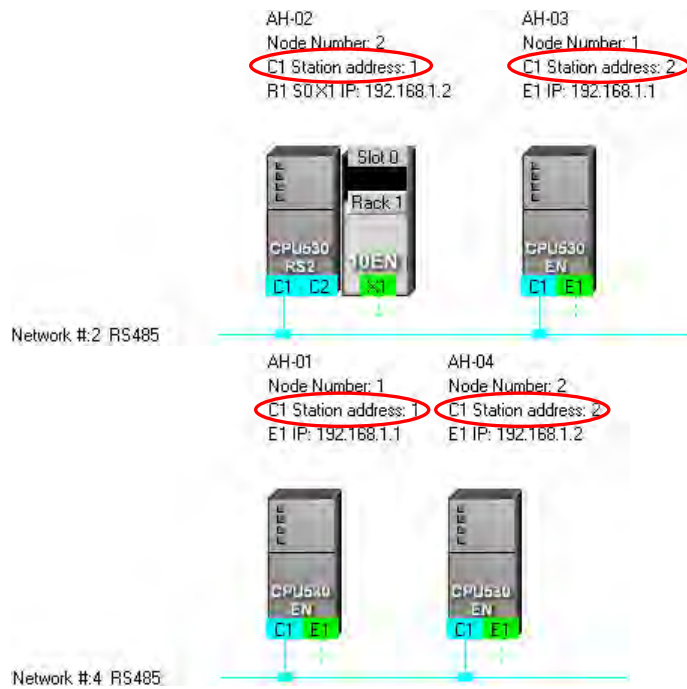 AH-02
Node Number: 2
C1 Station address: 1
R1 S0 X1 IP: 192.168.1.2
AH-03
Node Number: 1
C1 Station address: 2
E1 IP: 192.168.1.1
Slot 0
Rack 1
CPU530
RS2
10EN
C1 C2
X1
CPU530
EN
C1 E1
Network #:2 RS485
AH-01
Node Number: 1
C1 Station address: 1
E1 IP: 192.168.1.1
AH-04
Node Number: 2
C1 Station address: 2
E1 IP: 192.168.1.2
CPU530
EN
C1 E1
CPU530
EN
C1 E1
Network #:4 RS485